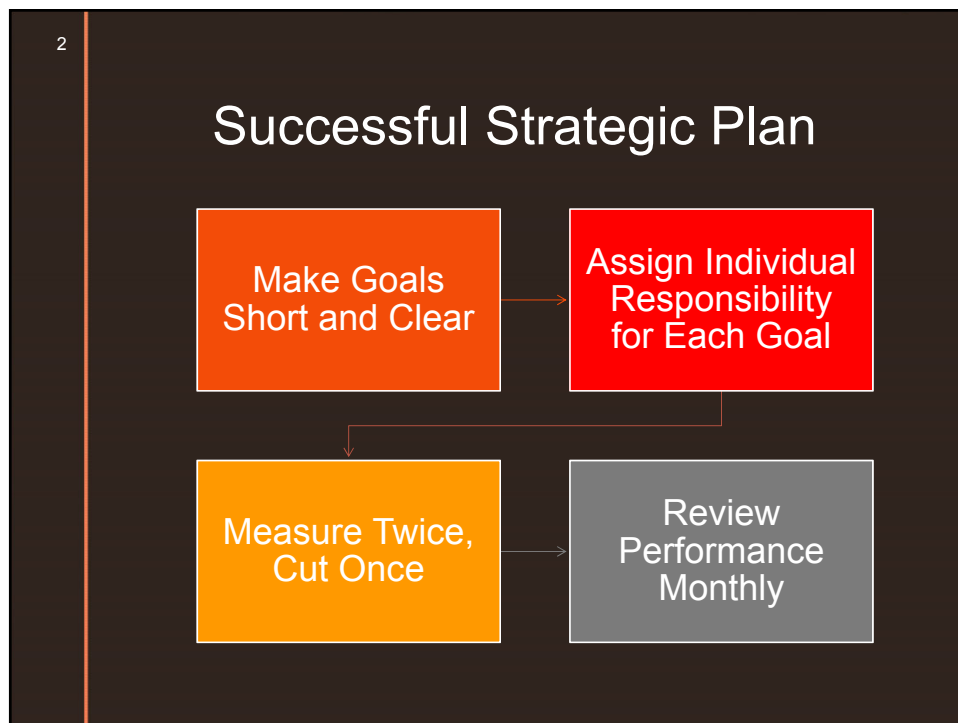 2
Successful Strategic Plan
Make Goals
Short and Clear
Assign Individual
Responsibility
for Each Goal
Measure Twice,
Cut Once
Review
Performance
Monthly